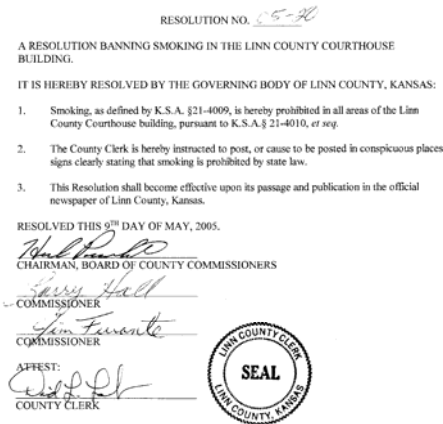 RESOLUTION NO. 05-20
A RESOLUTION BANNING SMOKING IN THE LINN COUNTY COURTHOUSE
BUILDING.
IT IS HEREBY RESOLVED BY THE GOVERNING BODY OF LINN COUNTY, KANSAS:
1. Smoking, as defined by K.S.A. §21-4009, is hereby prohibited in all areas of the Linn
County Courthouse building, pursuant to K.S.A.§ 21-4010, et seq.
2. The County Clerk is hereby instructed to post, or cause to be posted in conspicuous places
signs clearly stating that smoking is prohibited by state law.
3. This Resolution shall become effective upon its passage and publication in the official
newspaper of Linn County, Kansas.
RESOLVED THIS 9TH DAY OF MAY, 2005.
CHAIRMAN, BOARD OF COUNTY COMMISSIONERS
Hall
COMMISSIONER
Jim
COMMISSIONER
ATTEST:
COUNTY CLERK
LINN COUNTY CLERK
SEAL
LINN COUNTY, KANSAS